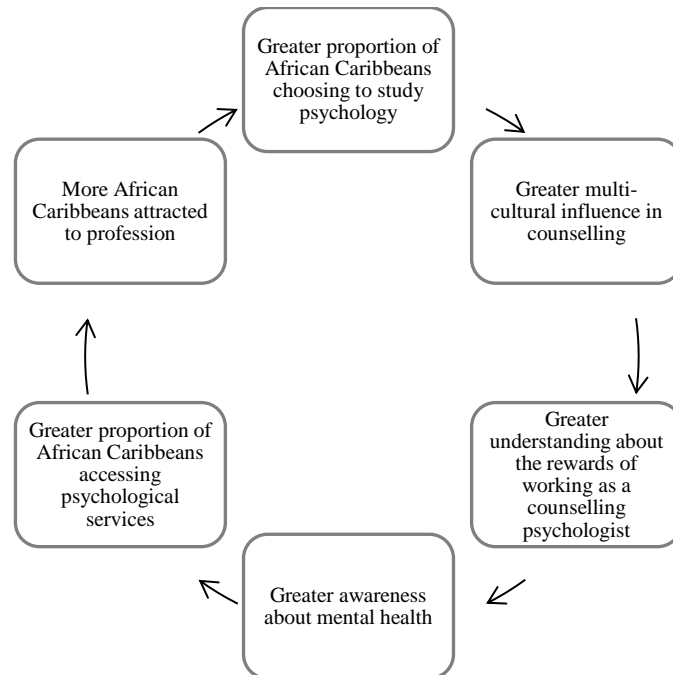 Greater proportion of
African Caribbeans
choosing to study
psychology
Greater multi-
cultural influence in
counselling
Greater
understanding about
the rewards of
working as a
counselling
psychologist
Greater awareness
about mental health
Greater proportion of
African Caribbeans
accessing
psychological
services
More African
Caribbeans attracted
to profession